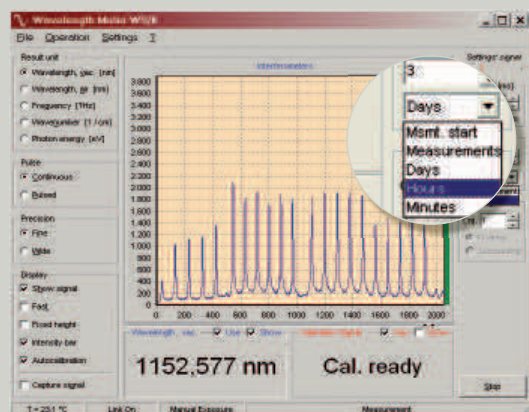 Wavelength Meter WS/8
File Operation Settings ?
Result unit
Wavelength, vac. [nm]
Wavelength, air [nm]
Frequency [THz]
Wavenumber [1/cm]
Photon energy [eV]
Pulse
Continuous
Pulsed
Precision
Fine
Wide
Display
Show signal
Fast
Fixed height
Intensity bar
Autocalibration
Capture signal
Interferometers
3.800
3.600
3.400
3.200
3.000
2.800
2.600
2.400
2.200
2.000
1.800
1.600
1.400
1.200
1.000
800
600
400
200
0
0 200 400 600 800 1000 1200 1400 1600 1800 2000
3
Days
Msmt. start
Measurements
Days
Hours
Minutes
Wavelength, vac. Use Show
1152,577 nm
Cal. ready
Stop
T = 23.1 °C Link On Manual Exposure Measurement